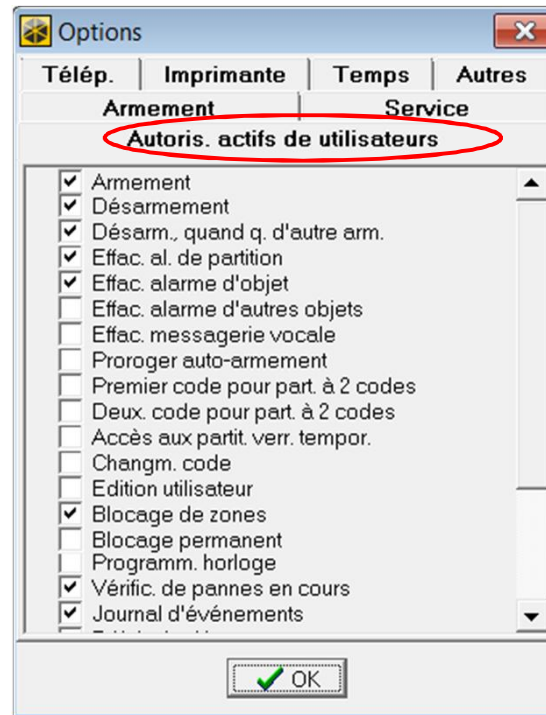 Options
Télép. Imprimante Temps Autres
Armement Service
Autoris. actifs de utilisateurs
Armement
Désarmement
Désarm., quand q. d'autre arm.
Effac. al. de partition
Effac. alarme d'objet
Effac. alarme d'autres objets
Effac. messagerie vocale
Proroger auto-armement
Premier code pour part. à 2 codes
Deux. code pour part. à 2 codes
Accès aux partit. verr. tempor.
Changm. code
Edition utilisateur
Blocage de zones
Blocage permanent
Programm. horloge
Vérific. de pannes en cours
Journal d'événements
OK